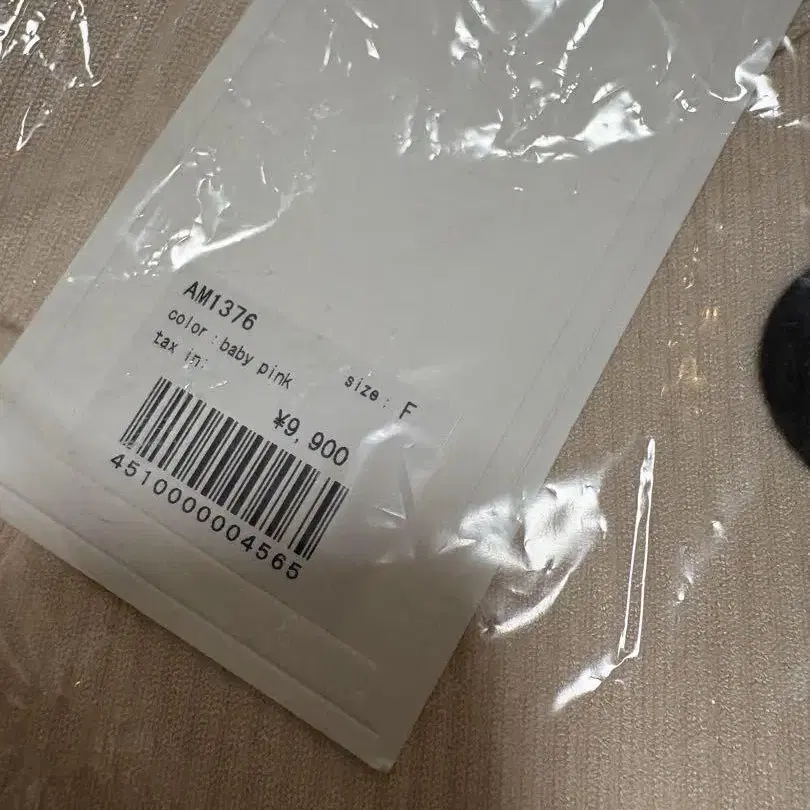 AM1376
color：baby pink size： F
tax in:
¥9,900
4510000004565